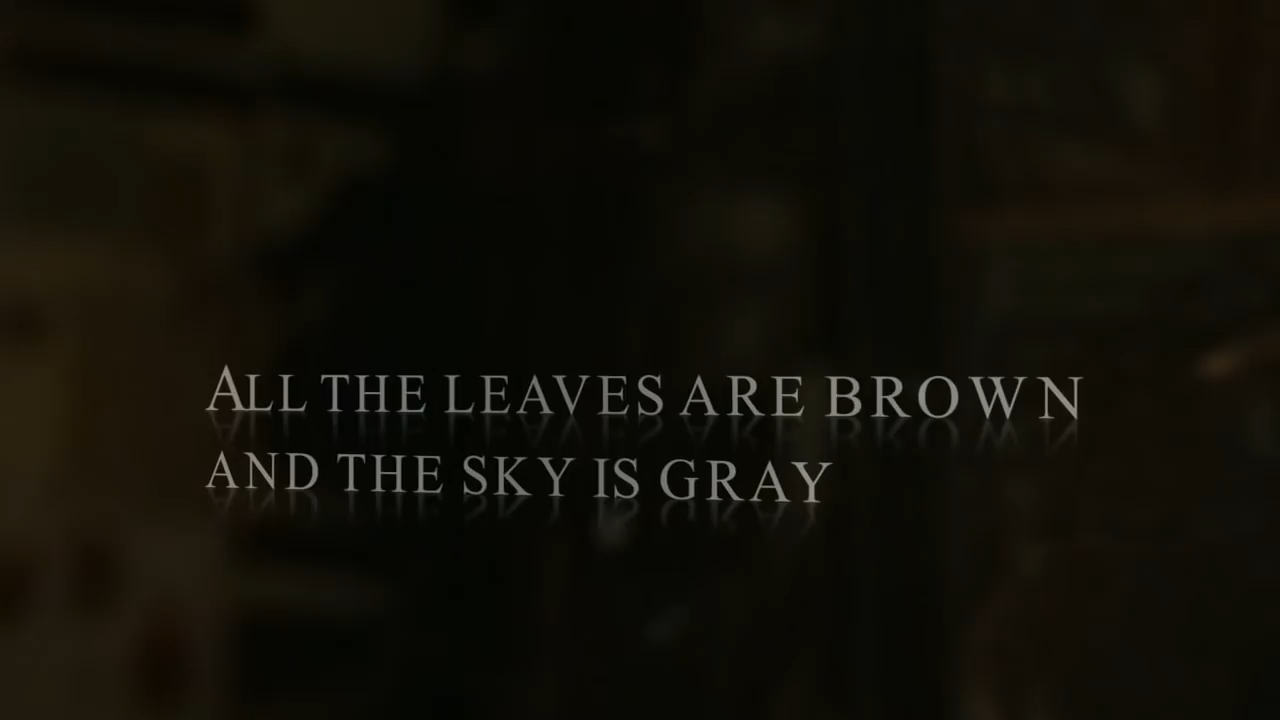 ALL THE LEAVES ARE BROWN
AND THE SKY IS GRAY